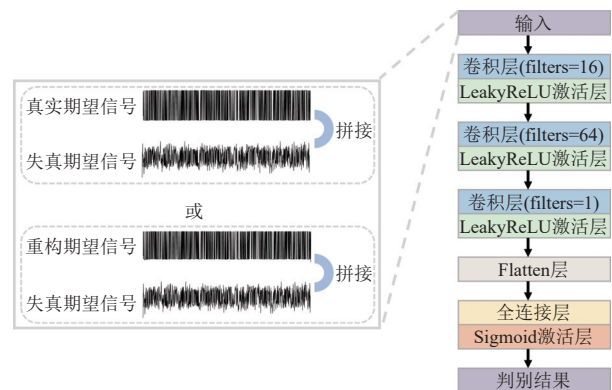 真实期望信号
拼接
失真期望信号
或
重构期望信号
拼接
失真期望信号
输入
卷积层(filters=16)
LeakyReLU激活层
卷积层(filters=64)
LeakyReLU激活层
卷积层(filters=1)
LeakyReLU激活层
Flatten层
全连接层
Sigmoid激活层
判别结果